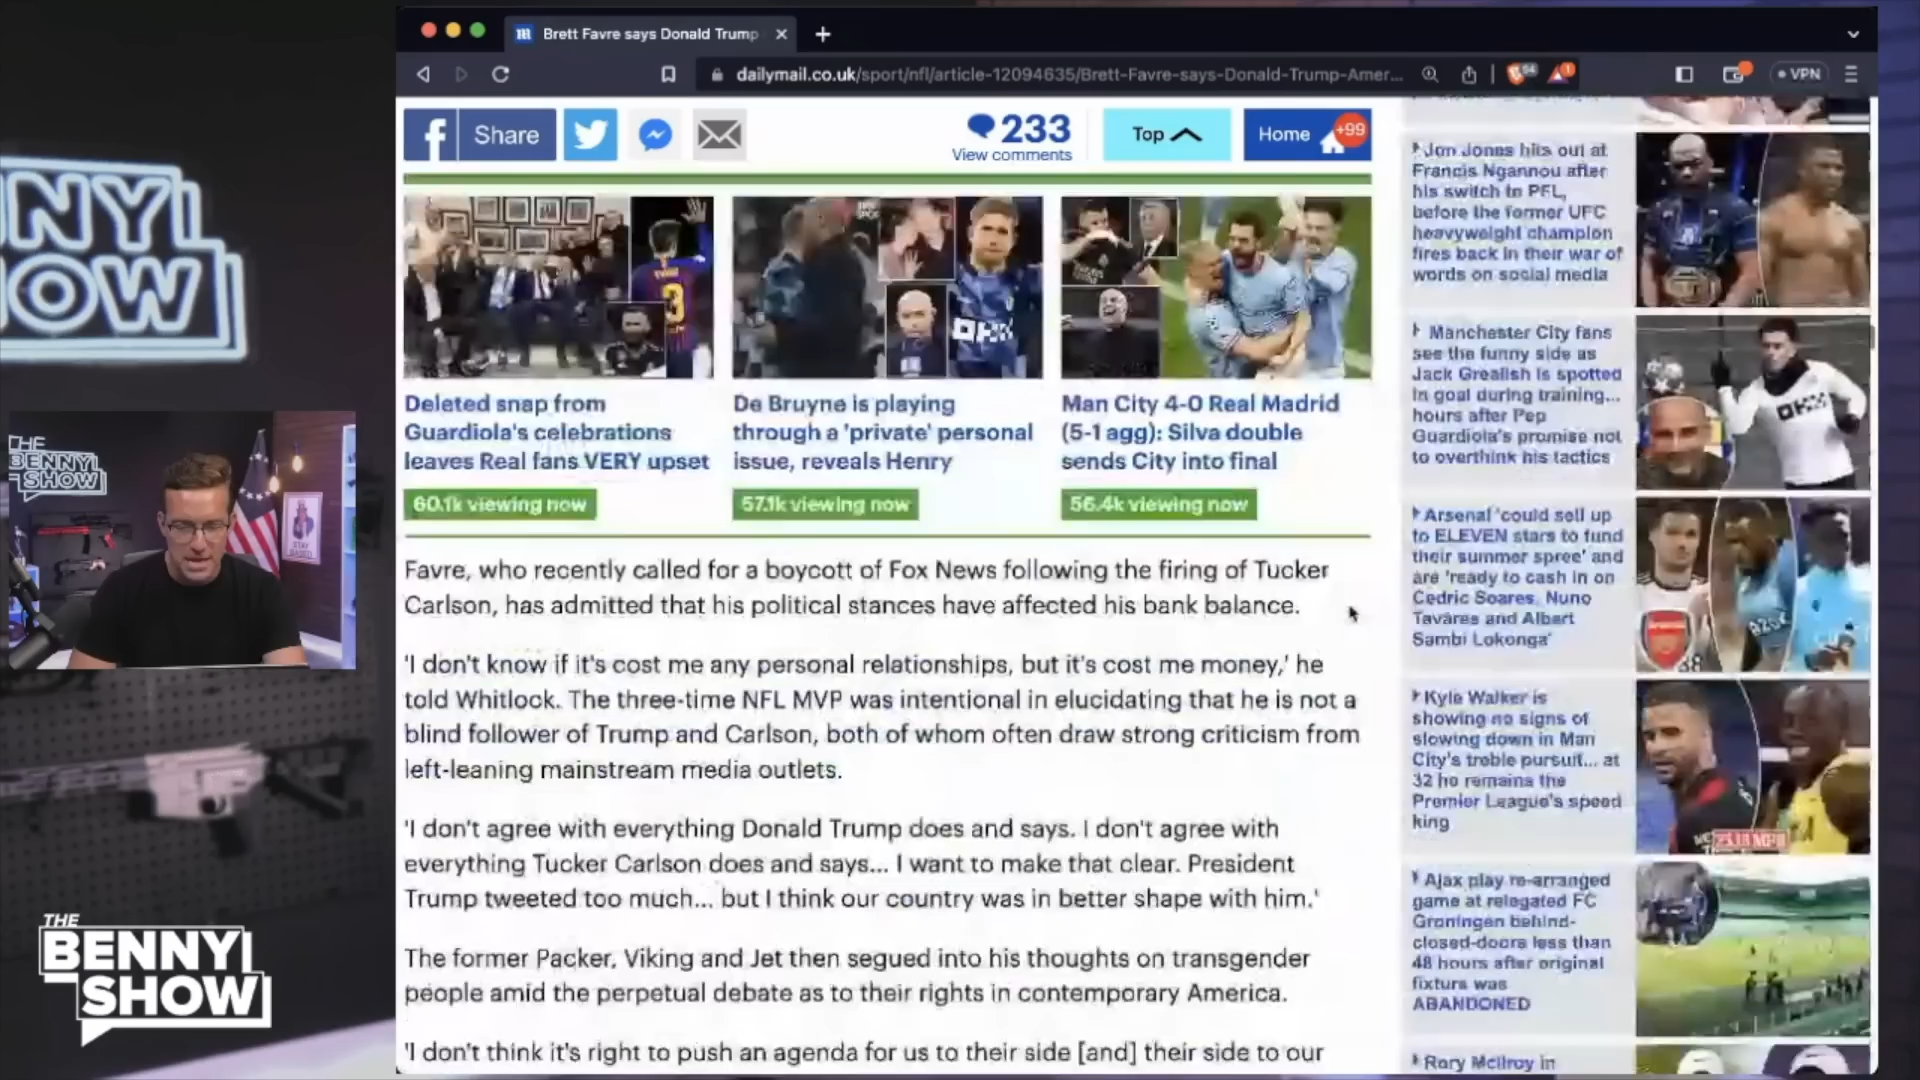 Brett Favre says Donald Trump
dailymail.co.uk/sport/nfl/article-12094635/Brett-Favre-says-Donald-Trump-Amer...
64
1
VPN
Share
233
View comments
Top
Home
+99
3
Deleted snap from
Guardiola's celebrations
leaves Real fans VERY upset
60.1k viewing now
De Bruyne is playing
through a 'private' personal
issue, reveals Henry
57.1k viewing now
Man City 4-0 Real Madrid
(5-1 agg): Silva double
sends City into final
56.4k viewing now
Favre, who recently called for a boycott of Fox News following the firing of Tucker
Carlson, has admitted that his political stances have affected his bank balance.
'I don't know if it's cost me any personal relationships, but it's cost me money,' he
told Whitlock. The three-time NFL MVP was intentional in elucidating that he is not a
blind follower of Trump and Carlson, both of whom often draw strong criticism from
left-leaning mainstream media outlets.
'I don't agree with everything Donald Trump does and says. I don't agree with
everything Tucker Carlson does and says... I want to make that clear. President
Trump tweeted too much... but I think our country was in better shape with him.'
The former Packer, Viking and Jet then segued into his thoughts on transgender
people amid the perpetual debate as to their rights in contemporary America.
'I don't think it's right to push an agenda for us to their side [and] their side to our
Jon Jones hits out at
Francis Ngannou after
his switch to PFL,
before the former UFC
heavyweight champion
fires back in their war of
words on social media
Manchester City fans
see the funny side as
Jack Grealish is spotted
in goal during training...
hours after Pep
Guardiola's promise not
to overthink his tactics
Arsenal 'could sell up
to ELEVEN stars to fund
their summer spree' and
are 'ready to cash in on
Cedric Soares, Nuno
Tavares and Albert
Sambi Lokonga'
Kyle Walker is
showing no signs of
slowing down in Man
City's treble pursuit... at
32 he remains the
Premier League's speed
king
Ajax play re-arranged
game at relegated FC
Groningen behind-
closed-doors less than
48 hours after original
fixture was
ABANDONED
Rory McIlroy in
NY
OW
THE
BENNY
SHOW
THE
BENNY
SHOW